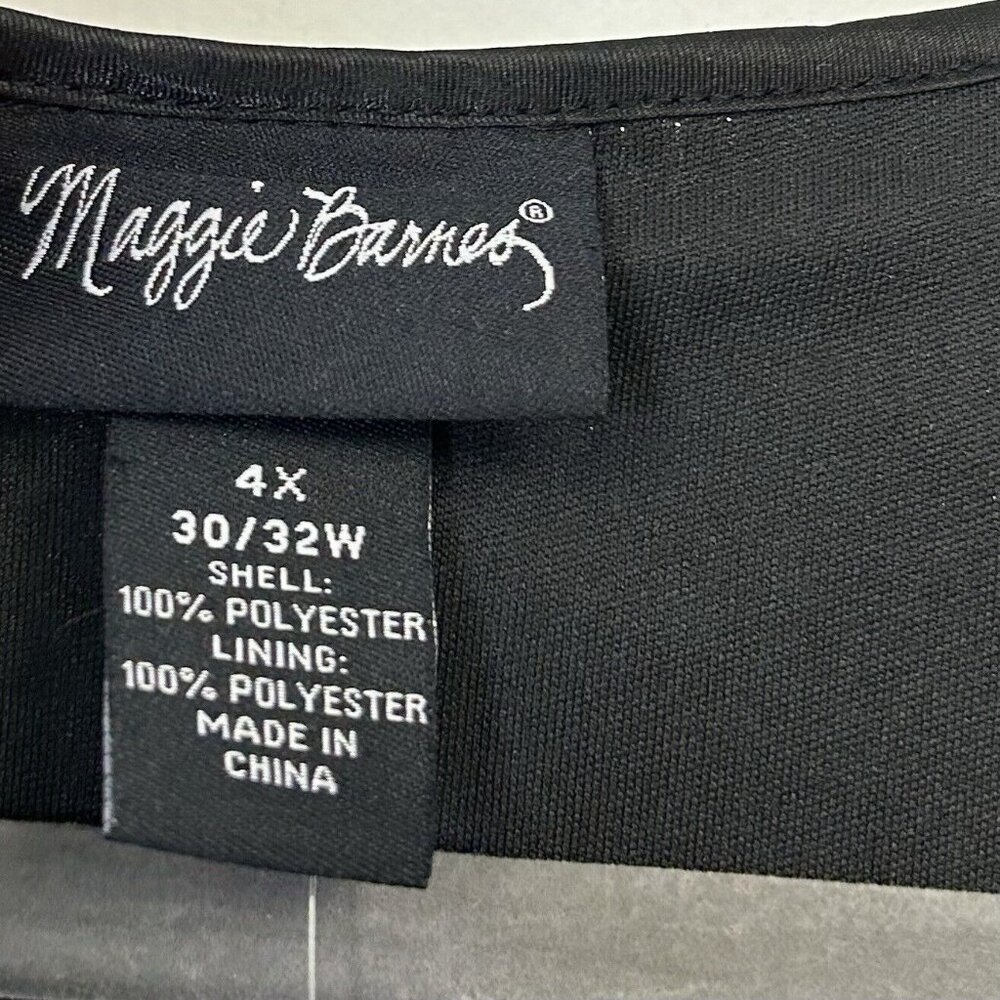 Maggie Barnes®
4X
30/32W
SHELL:
100% POLYESTER
LINING:
100% POLYESTER
MADE IN
CHINA